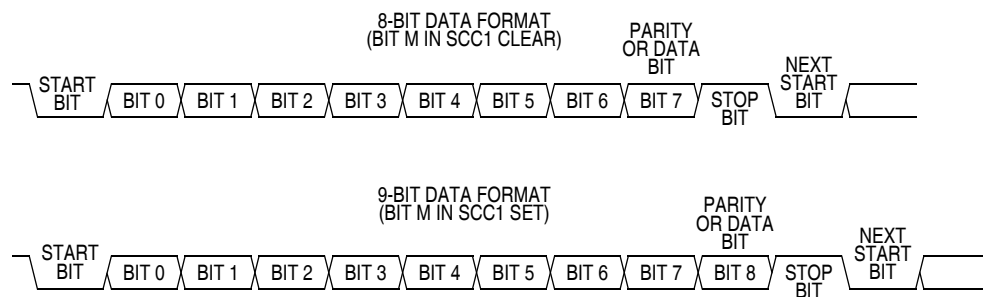 8-BIT DATA FORMAT
(BIT M IN SCC1 CLEAR)
PARITY
OR DATA
BIT
START
BIT
BIT 0
BIT 1
BIT 2
BIT 3
BIT 4
BIT 5
BIT 6
BIT 7
STOP
BIT
NEXT
START
BIT
9-BIT DATA FORMAT
(BIT M IN SCC1 SET)
PARITY
OR DATA
BIT
START
BIT
BIT 0
BIT 1
BIT 2
BIT 3
BIT 4
BIT 5
BIT 6
BIT 7
BIT 8
STOP
BIT
NEXT
START
BIT